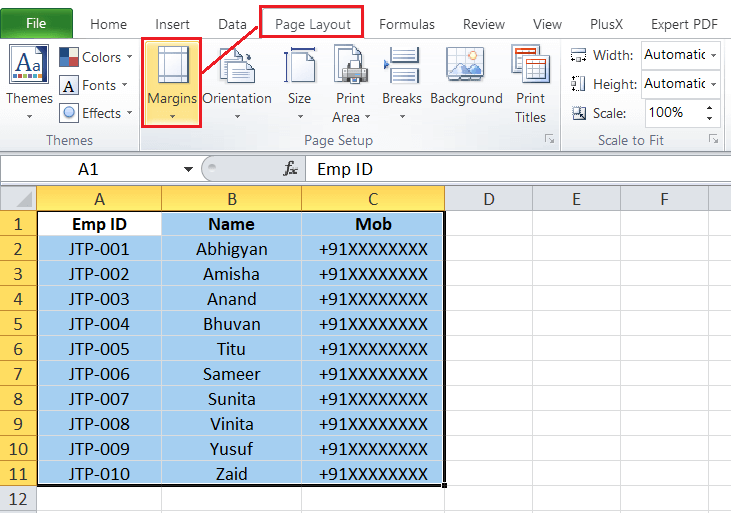 File Home Insert Data Page Layout Formulas Review View PlusX Expert PDF
Aa Colors Width: Automatic
A Fonts Height: Automatic
Themes Effects Margins Orientation Size Print Area Breaks Background Print Titles Scale: 100%
Themes Page Setup Scale to Fit
A1 fx Emp ID
A B C D E F
1 Emp ID Name Mob
2 JTP-001 Abhigyan +91XXXXXXXX
3 JTP-002 Amisha +91XXXXXXXX
4 JTP-003 Anand +91XXXXXXXX
5 JTP-004 Bhuvan +91XXXXXXXX
6 JTP-005 Titu +91XXXXXXXX
7 JTP-006 Sameer +91XXXXXXXX
8 JTP-007 Sunita +91XXXXXXXX
9 JTP-008 Vinita +91XXXXXXXX
10 JTP-009 Yusuf +91XXXXXXXX
11 JTP-010 Zaid +91XXXXXXXX
12